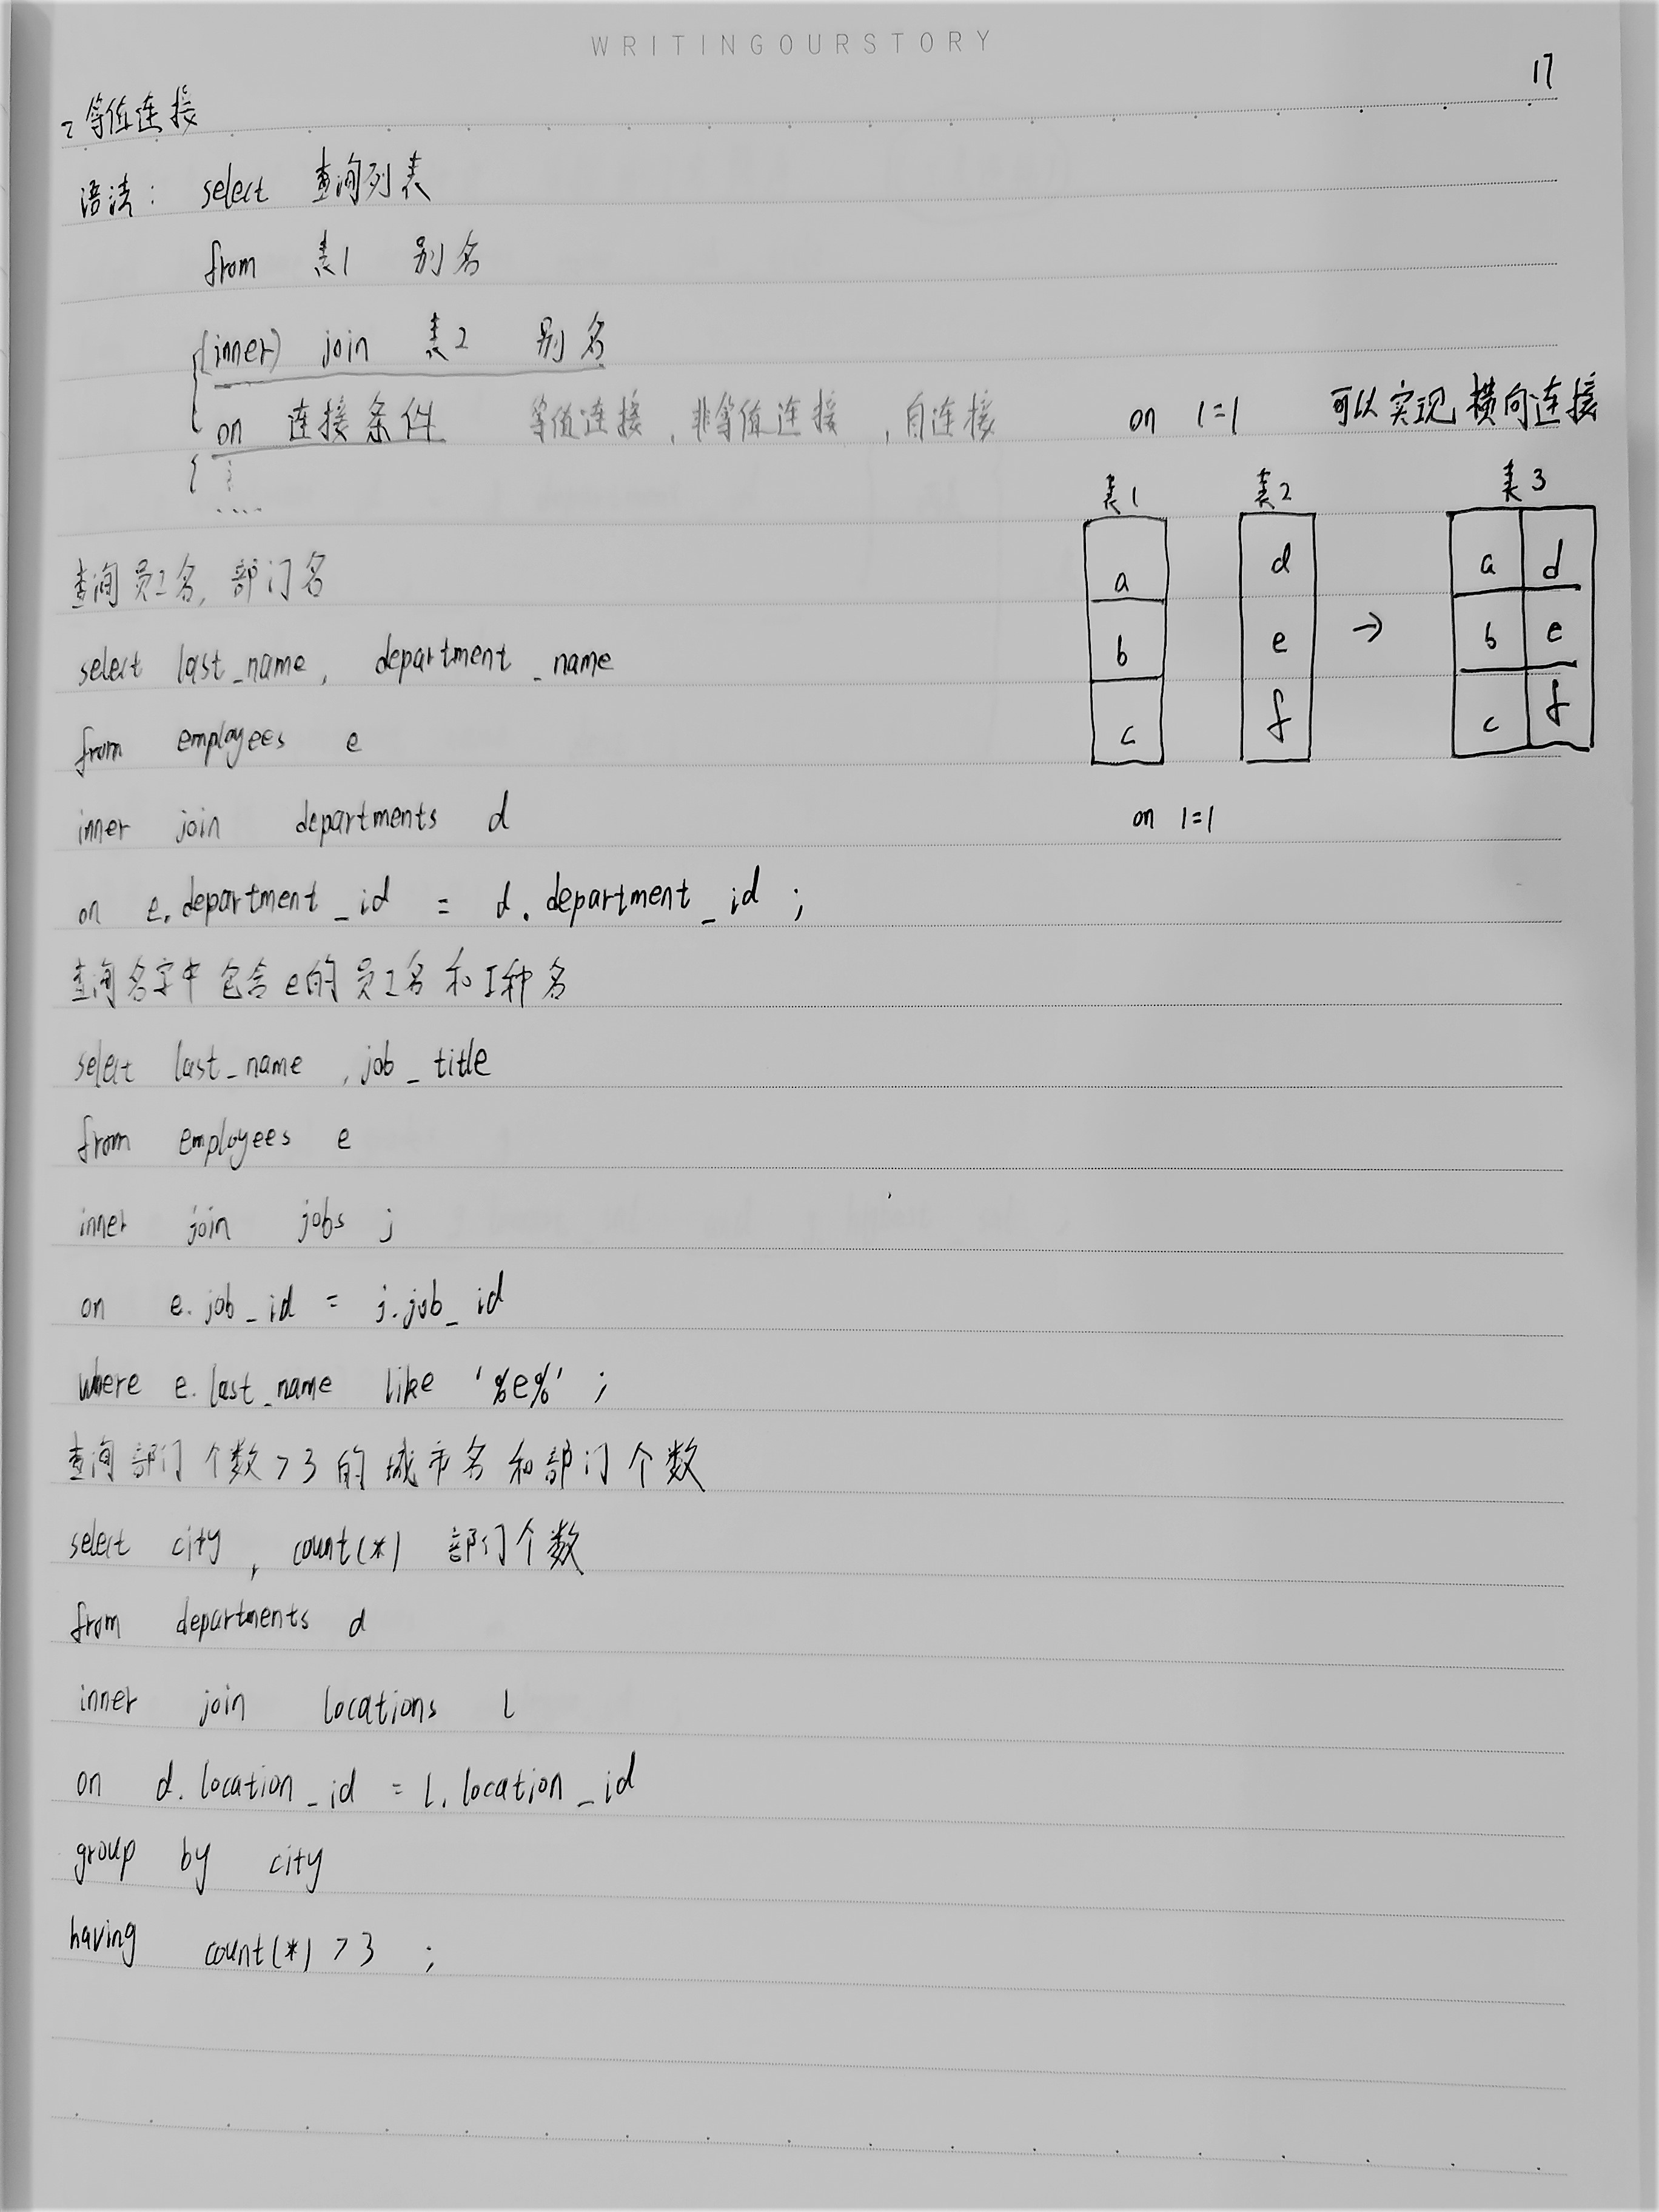 WRITINGOURSTORY
17
2 等值连接
语法： select 查询列表
from 表1 别名
(inner) join 表2 别名
on 连接条件 等值连接，非等值连接，自连接 on 1=1 可以实现横向连接
....
表1 表2 表3
a d a d
b e → b e
c f c f
on 1=1
查询员工名，部门名
select last_name, department_name
from employees e
inner join departments d
on e.department_id = d.department_id ;
查询名字中包含e的员工名和工种名
select last_name ,job_title
from employees e
inner join jobs j
on e.job_id = j.job_id
where e.last_name like '%e%' ;
查询部门个数>3的城市名和部门个数
select city , count(*) 部门个数
from departments d
inner join locations l
on d.location_id = l.location_id
group by city
having count(*) >3 ;